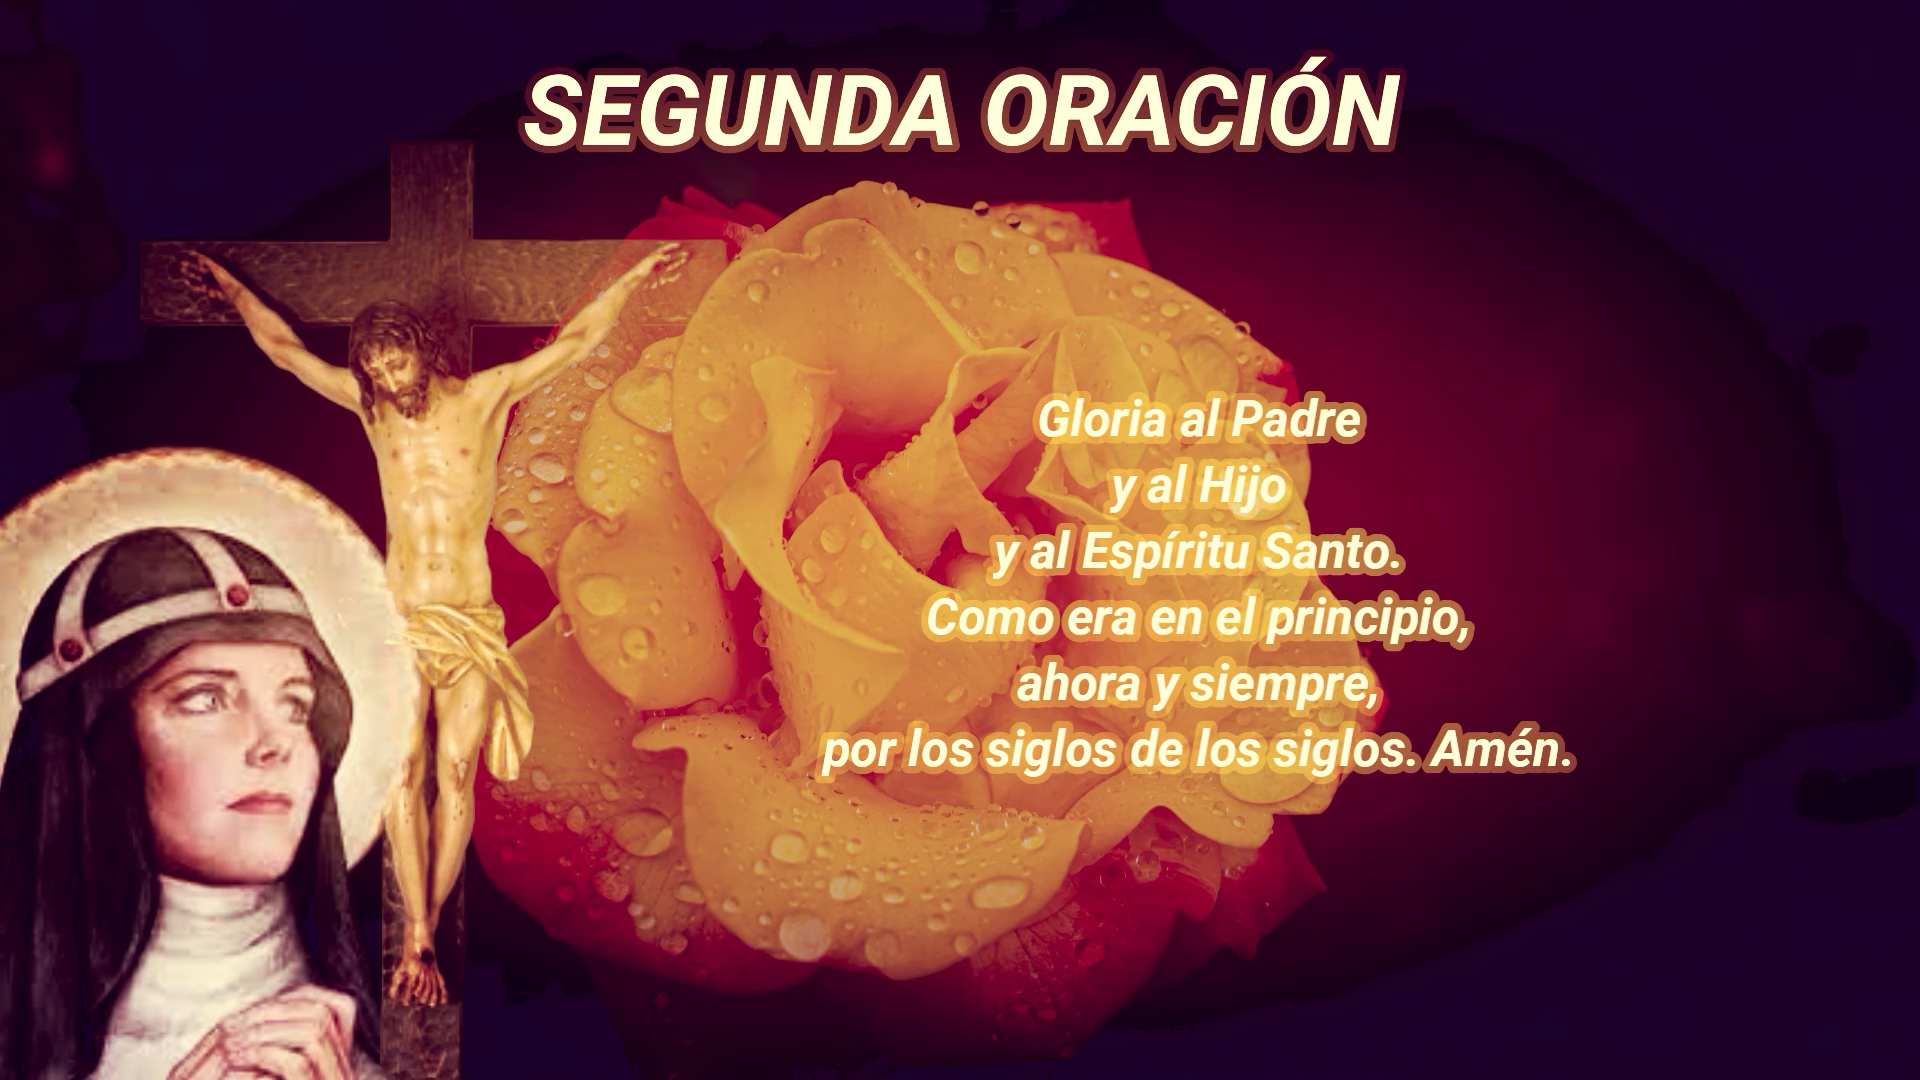 SEGUNDA ORACIÓN
Gloria al Padre
y al Hijo
y al Espíritu Santo.
Como era en el principio,
ahora y siempre,
por los siglos de los siglos. Amén.